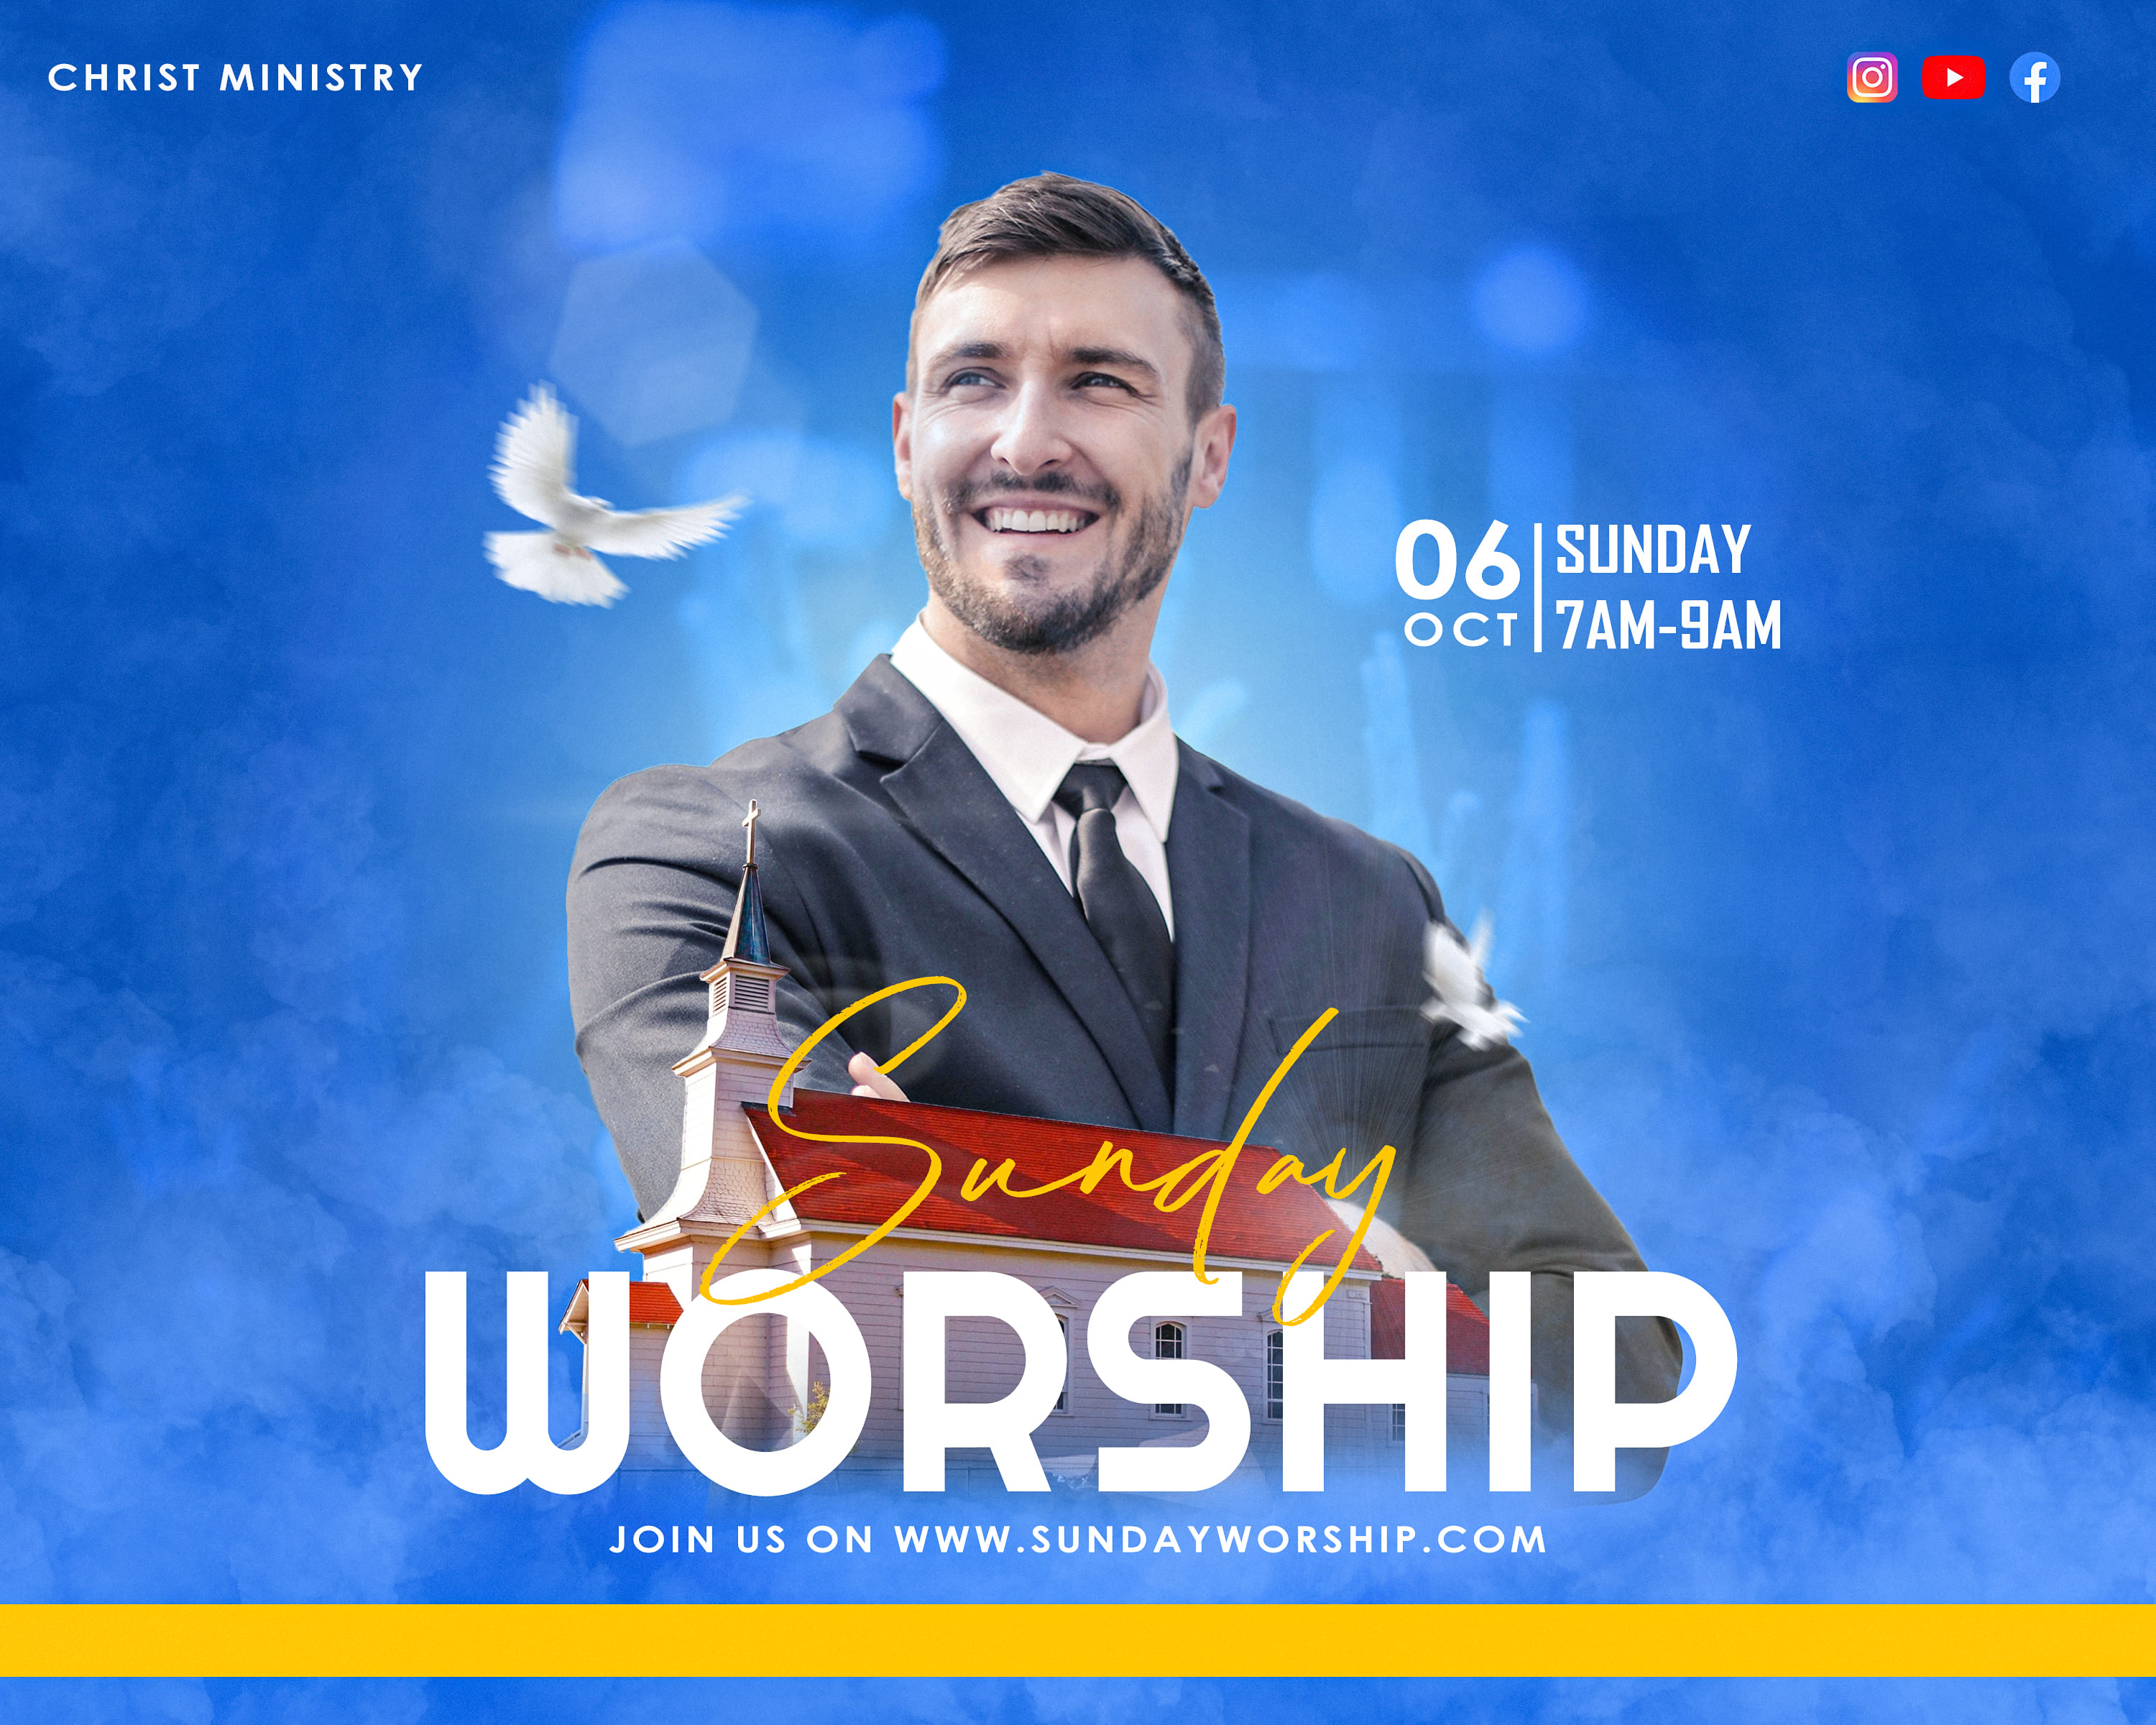 CHRIST MINISTRY
06
OCT
SUNDAY
7AM-9AM
Sunday
WORSHIP
JOIN US ON WWW.SUNDAYWORSHIP.COM